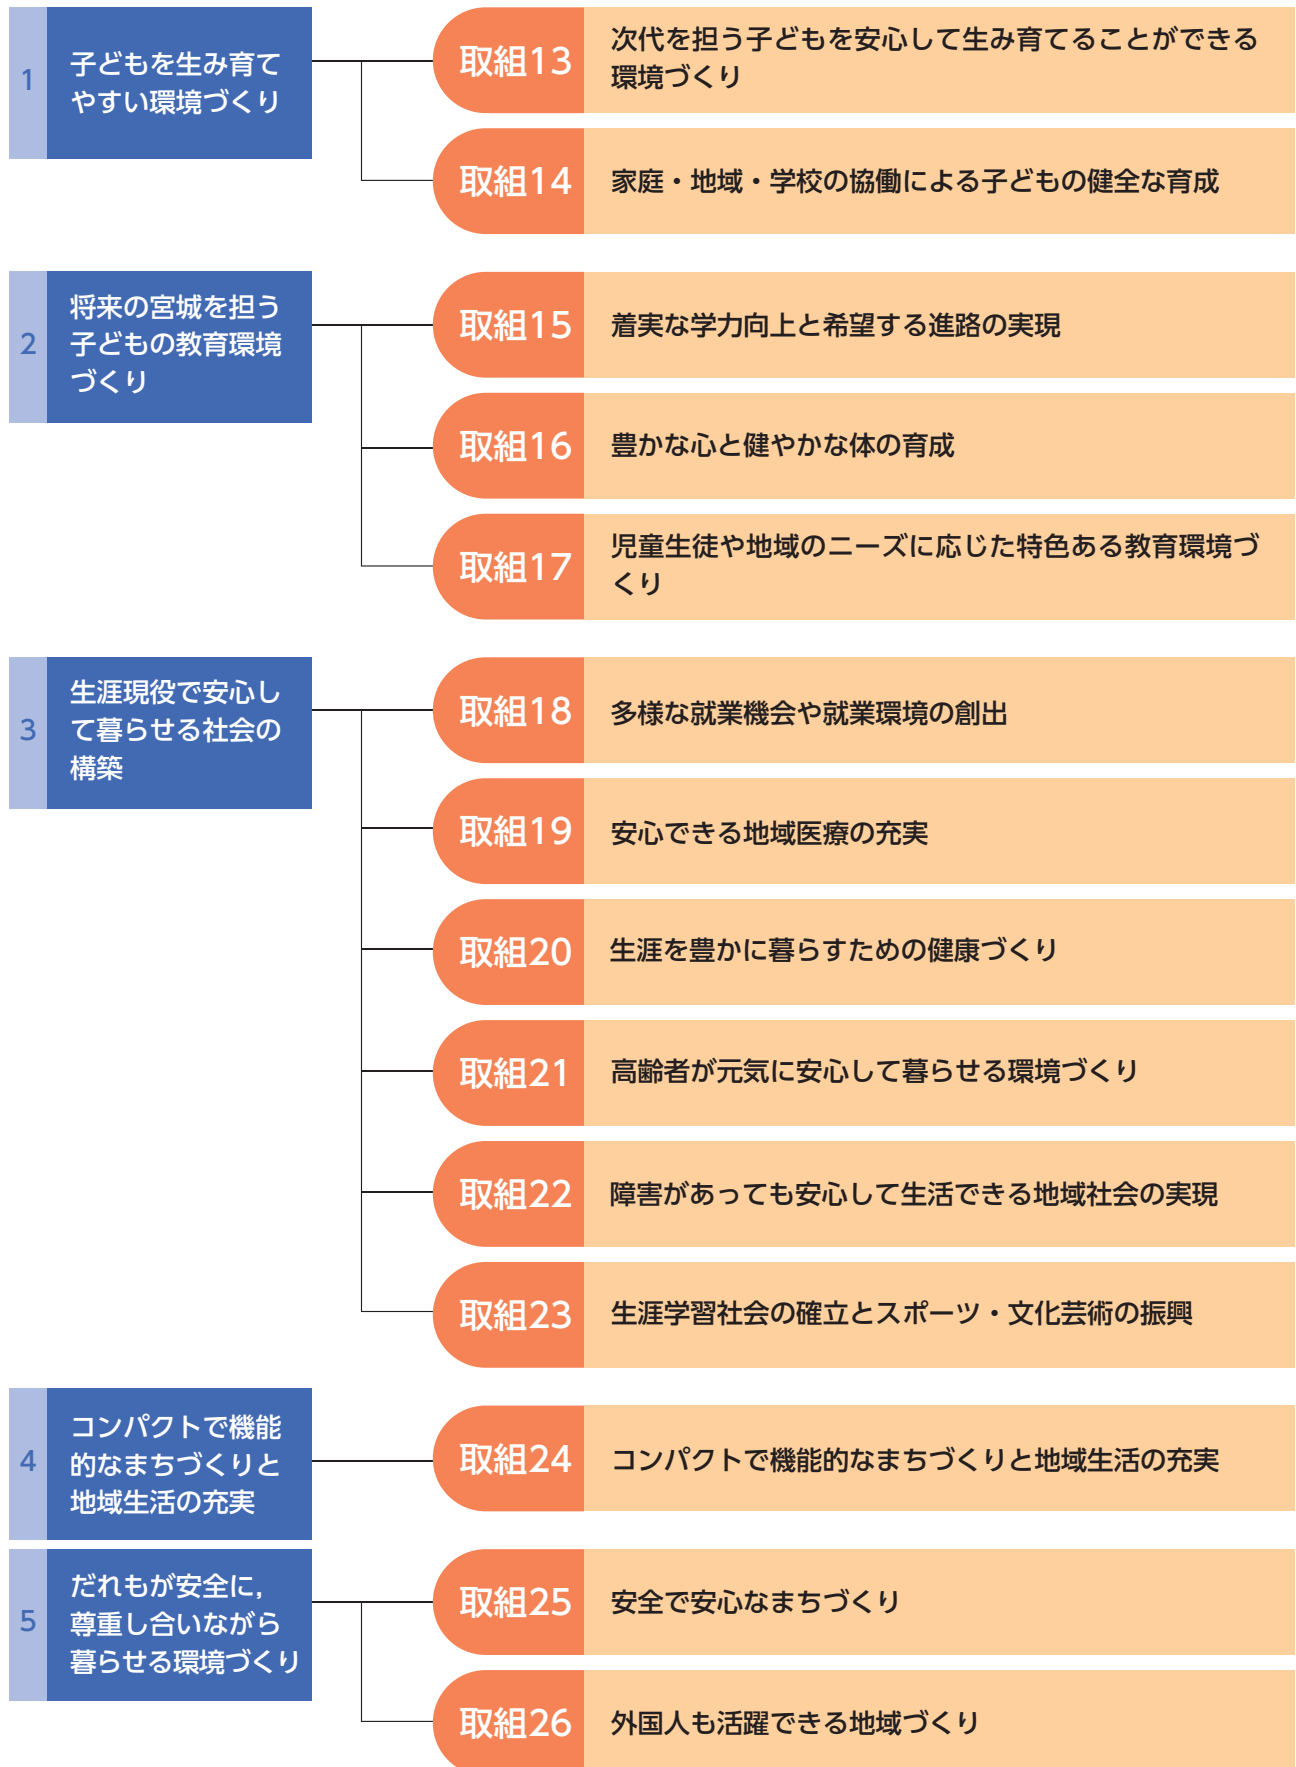 1
子どもを生み育て
やすい環境づくり
取組13
次代を担う子どもを安心して生み育てることができる
環境づくり
取組14
家庭・地域・学校の協働による子どもの健全な育成
2
将来の宮城を担う
子どもの教育環境
づくり
取組15
着実な学力向上と希望する進路の実現
取組16
豊かな心と健やかな体の育成
取組17
児童生徒や地域のニーズに応じた特色ある教育環境づ
くり
3
生涯現役で安心し
て暮らせる社会の
構築
取組18
多様な就業機会や就業環境の創出
取組19
安心できる地域医療の充実
取組20
生涯を豊かに暮らすための健康づくり
取組21
高齢者が元気に安心して暮らせる環境づくり
取組22
障害があっても安心して生活できる地域社会の実現
取組23
生涯学習社会の確立とスポーツ・文化芸術の振興
4
コンパクトで機能
的なまちづくりと
地域生活の充実
取組24
コンパクトで機能的なまちづくりと地域生活の充実
5
だれもが安全に,
尊重し合いながら
暮らせる環境づくり
取組25
安全で安心なまちづくり
取組26
外国人も活躍できる地域づくり